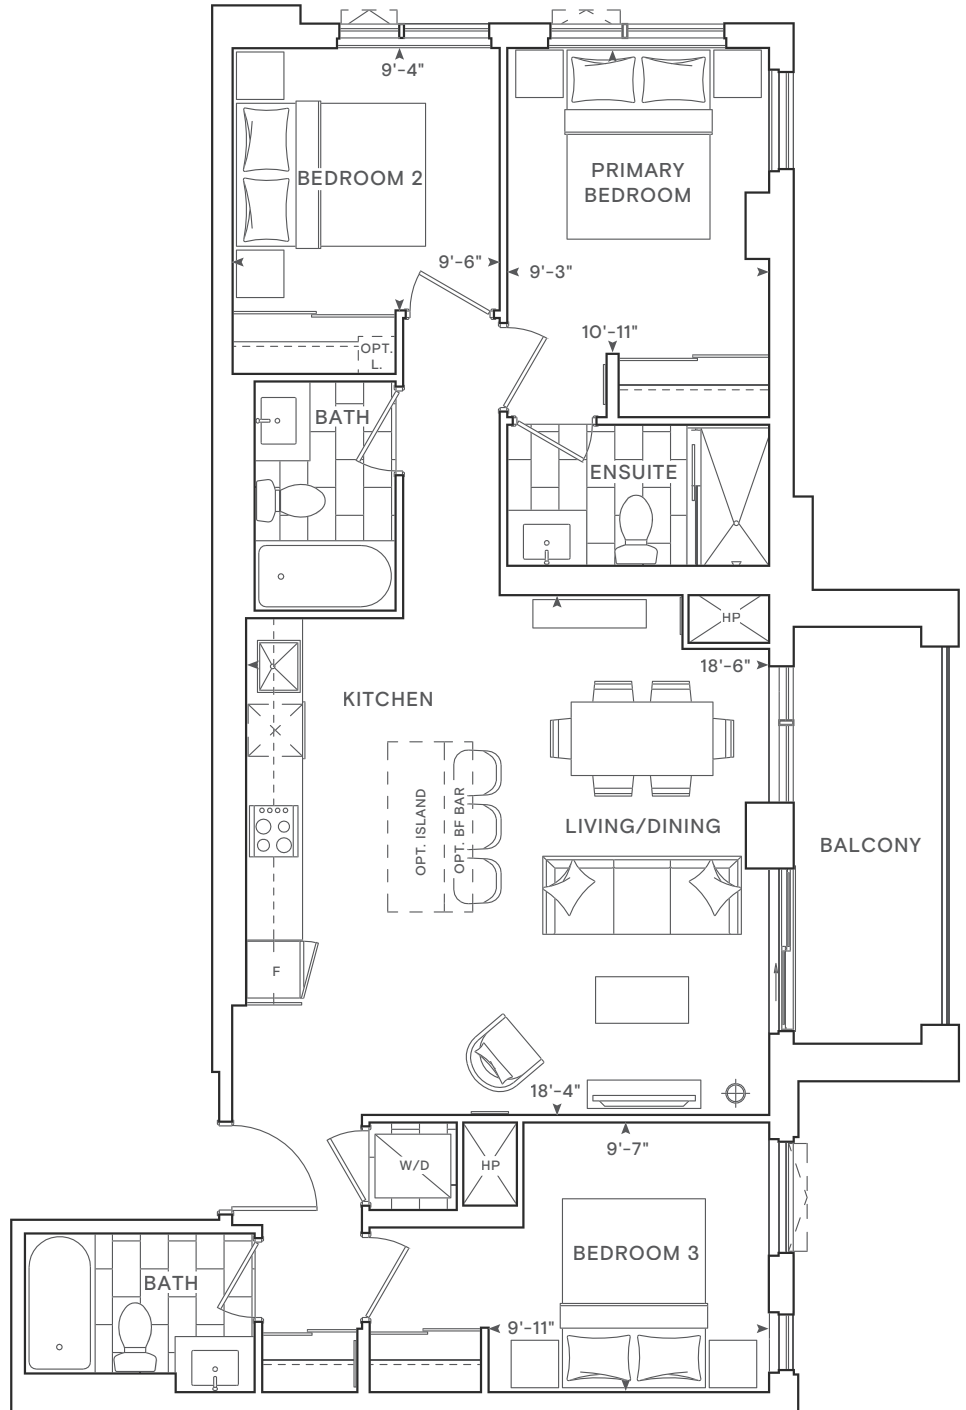 9'-4"
BEDROOM 2
PRIMARY
BEDROOM
9'-6"
9'-3"
10'-11"
OPT.
L.
BATH
ENSUITE
HP
18'-6"
KITCHEN
OPT. ISLAND
OPT. BF BAR
LIVING/DINING
BALCONY
F
18'-4"
9'-7"
W/D
HP
BEDROOM 3
BATH
9'-11"